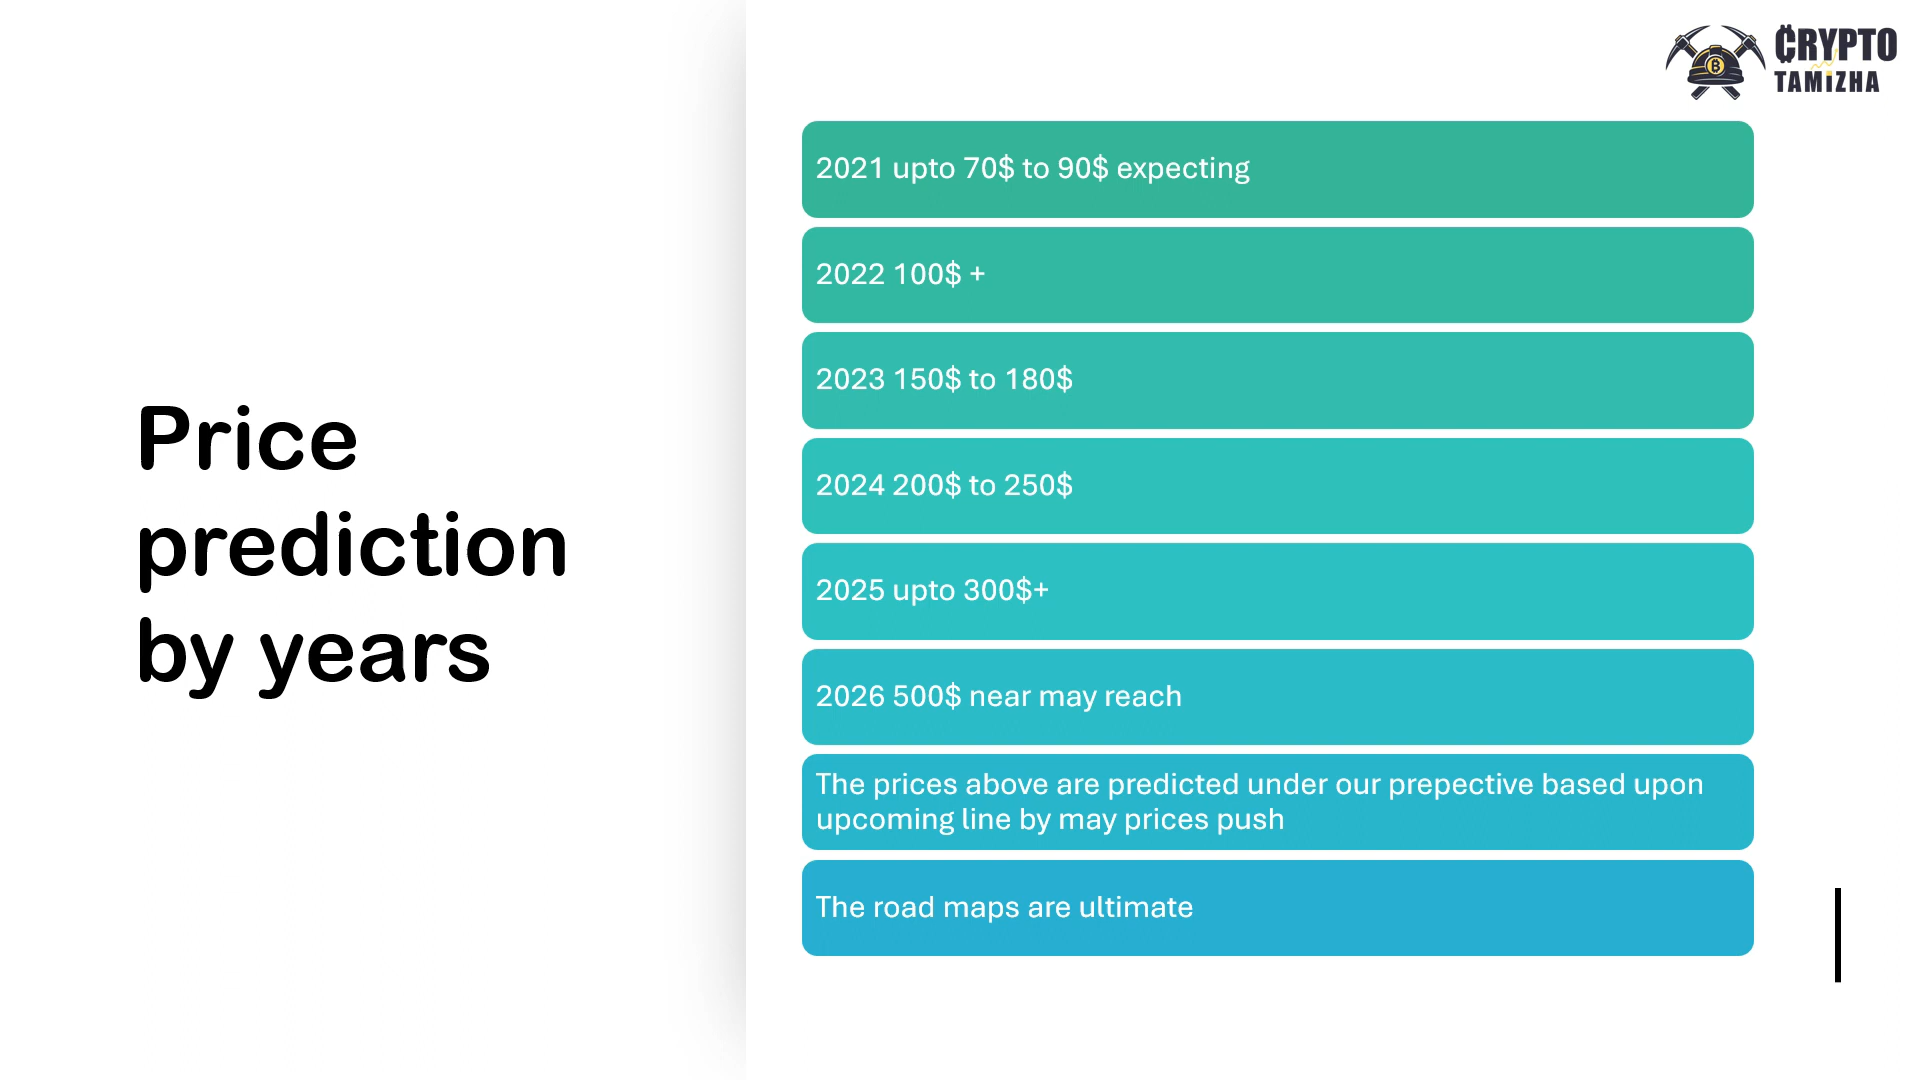 CRYPTO
TAMiZHA
Price
prediction
by years
2021 upto 70$ to 90$ expecting
2022 100$ +
2023 150$ to 180$
2024 200$ to 250$
2025 upto 300$+
2026 500$ near may reach
The prices above are predicted under our prepective based upon
upcoming line by may prices push
The road maps are ultimate